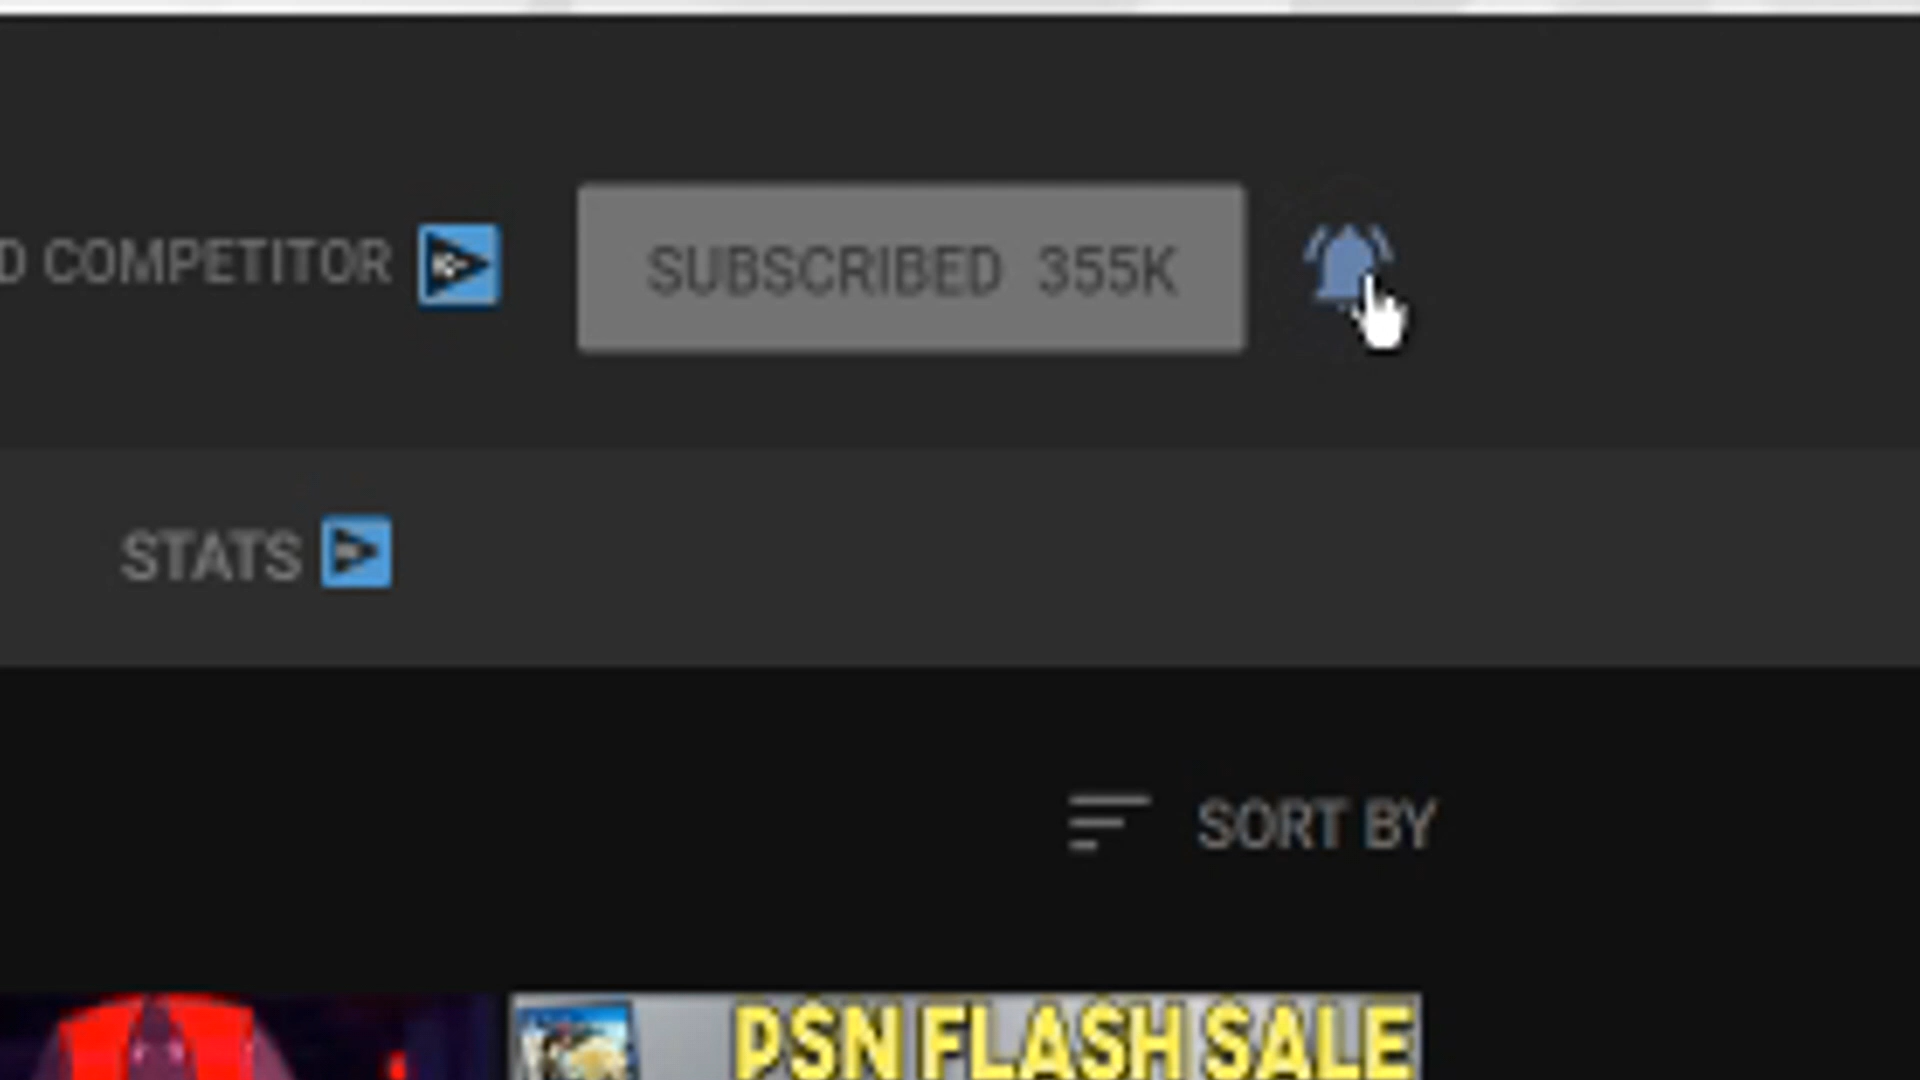 D COMPETITOR
SUBSCRIBED 355K
STATS
SORT BY
PSN FLASH SALE